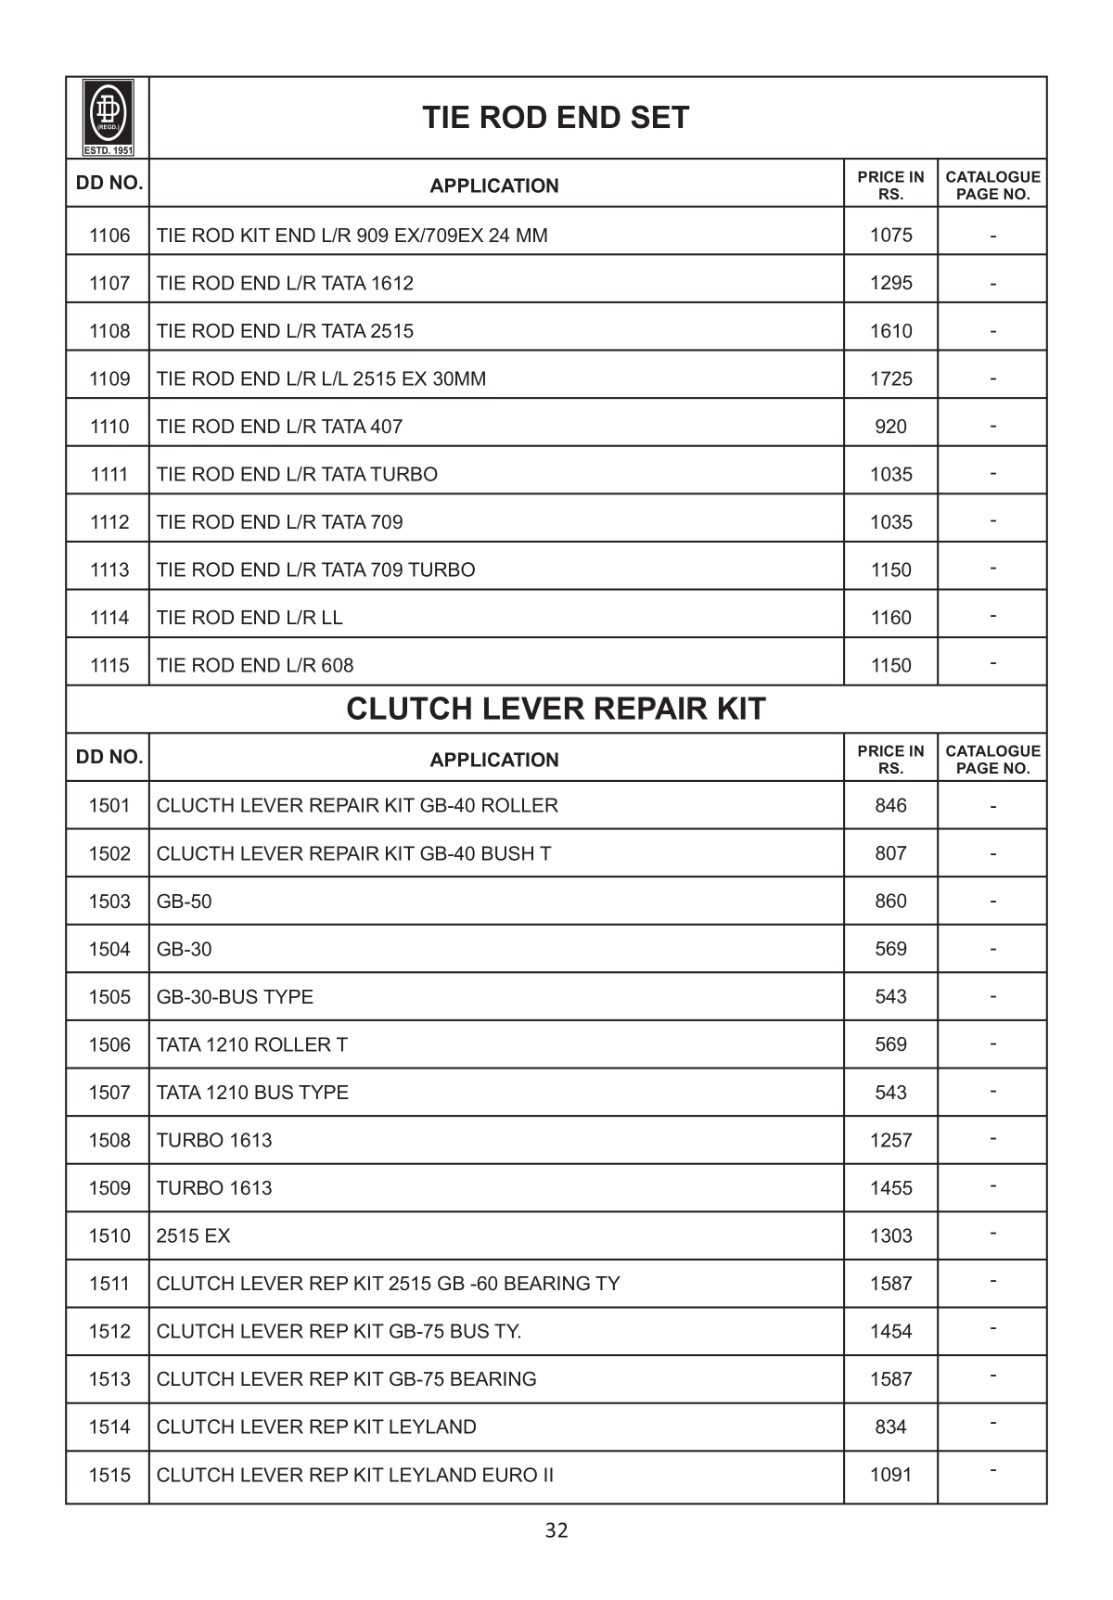 DD
(REGD.)
ESTD. 1951
TIE ROD END SET
DD NO. APPLICATION PRICE IN RS. CATALOGUE PAGE NO.
1106 TIE ROD KIT END L/R 909 EX/709EX 24 MM 1075 -
1107 TIE ROD END L/R TATA 1612 1295 -
1108 TIE ROD END L/R TATA 2515 1610 -
1109 TIE ROD END L/R L/L 2515 EX 30MM 1725 -
1110 TIE ROD END L/R TATA 407 920 -
1111 TIE ROD END L/R TATA TURBO 1035 -
1112 TIE ROD END L/R TATA 709 1035 -
1113 TIE ROD END L/R TATA 709 TURBO 1150 -
1114 TIE ROD END L/R LL 1160 -
1115 TIE ROD END L/R 608 1150 -
CLUTCH LEVER REPAIR KIT
DD NO. APPLICATION PRICE IN RS. CATALOGUE PAGE NO.
1501 CLUCTH LEVER REPAIR KIT GB-40 ROLLER 846 -
1502 CLUCTH LEVER REPAIR KIT GB-40 BUSH T 807 -
1503 GB-50 860 -
1504 GB-30 569 -
1505 GB-30-BUS TYPE 543 -
1506 TATA 1210 ROLLER T 569 -
1507 TATA 1210 BUS TYPE 543 -
1508 TURBO 1613 1257 -
1509 TURBO 1613 1455 -
1510 2515 EX 1303 -
1511 CLUTCH LEVER REP KIT 2515 GB -60 BEARING TY 1587 -
1512 CLUTCH LEVER REP KIT GB-75 BUS TY. 1454 -
1513 CLUTCH LEVER REP KIT GB-75 BEARING 1587 -
1514 CLUTCH LEVER REP KIT LEYLAND 834 -
1515 CLUTCH LEVER REP KIT LEYLAND EURO II 1091 -
32